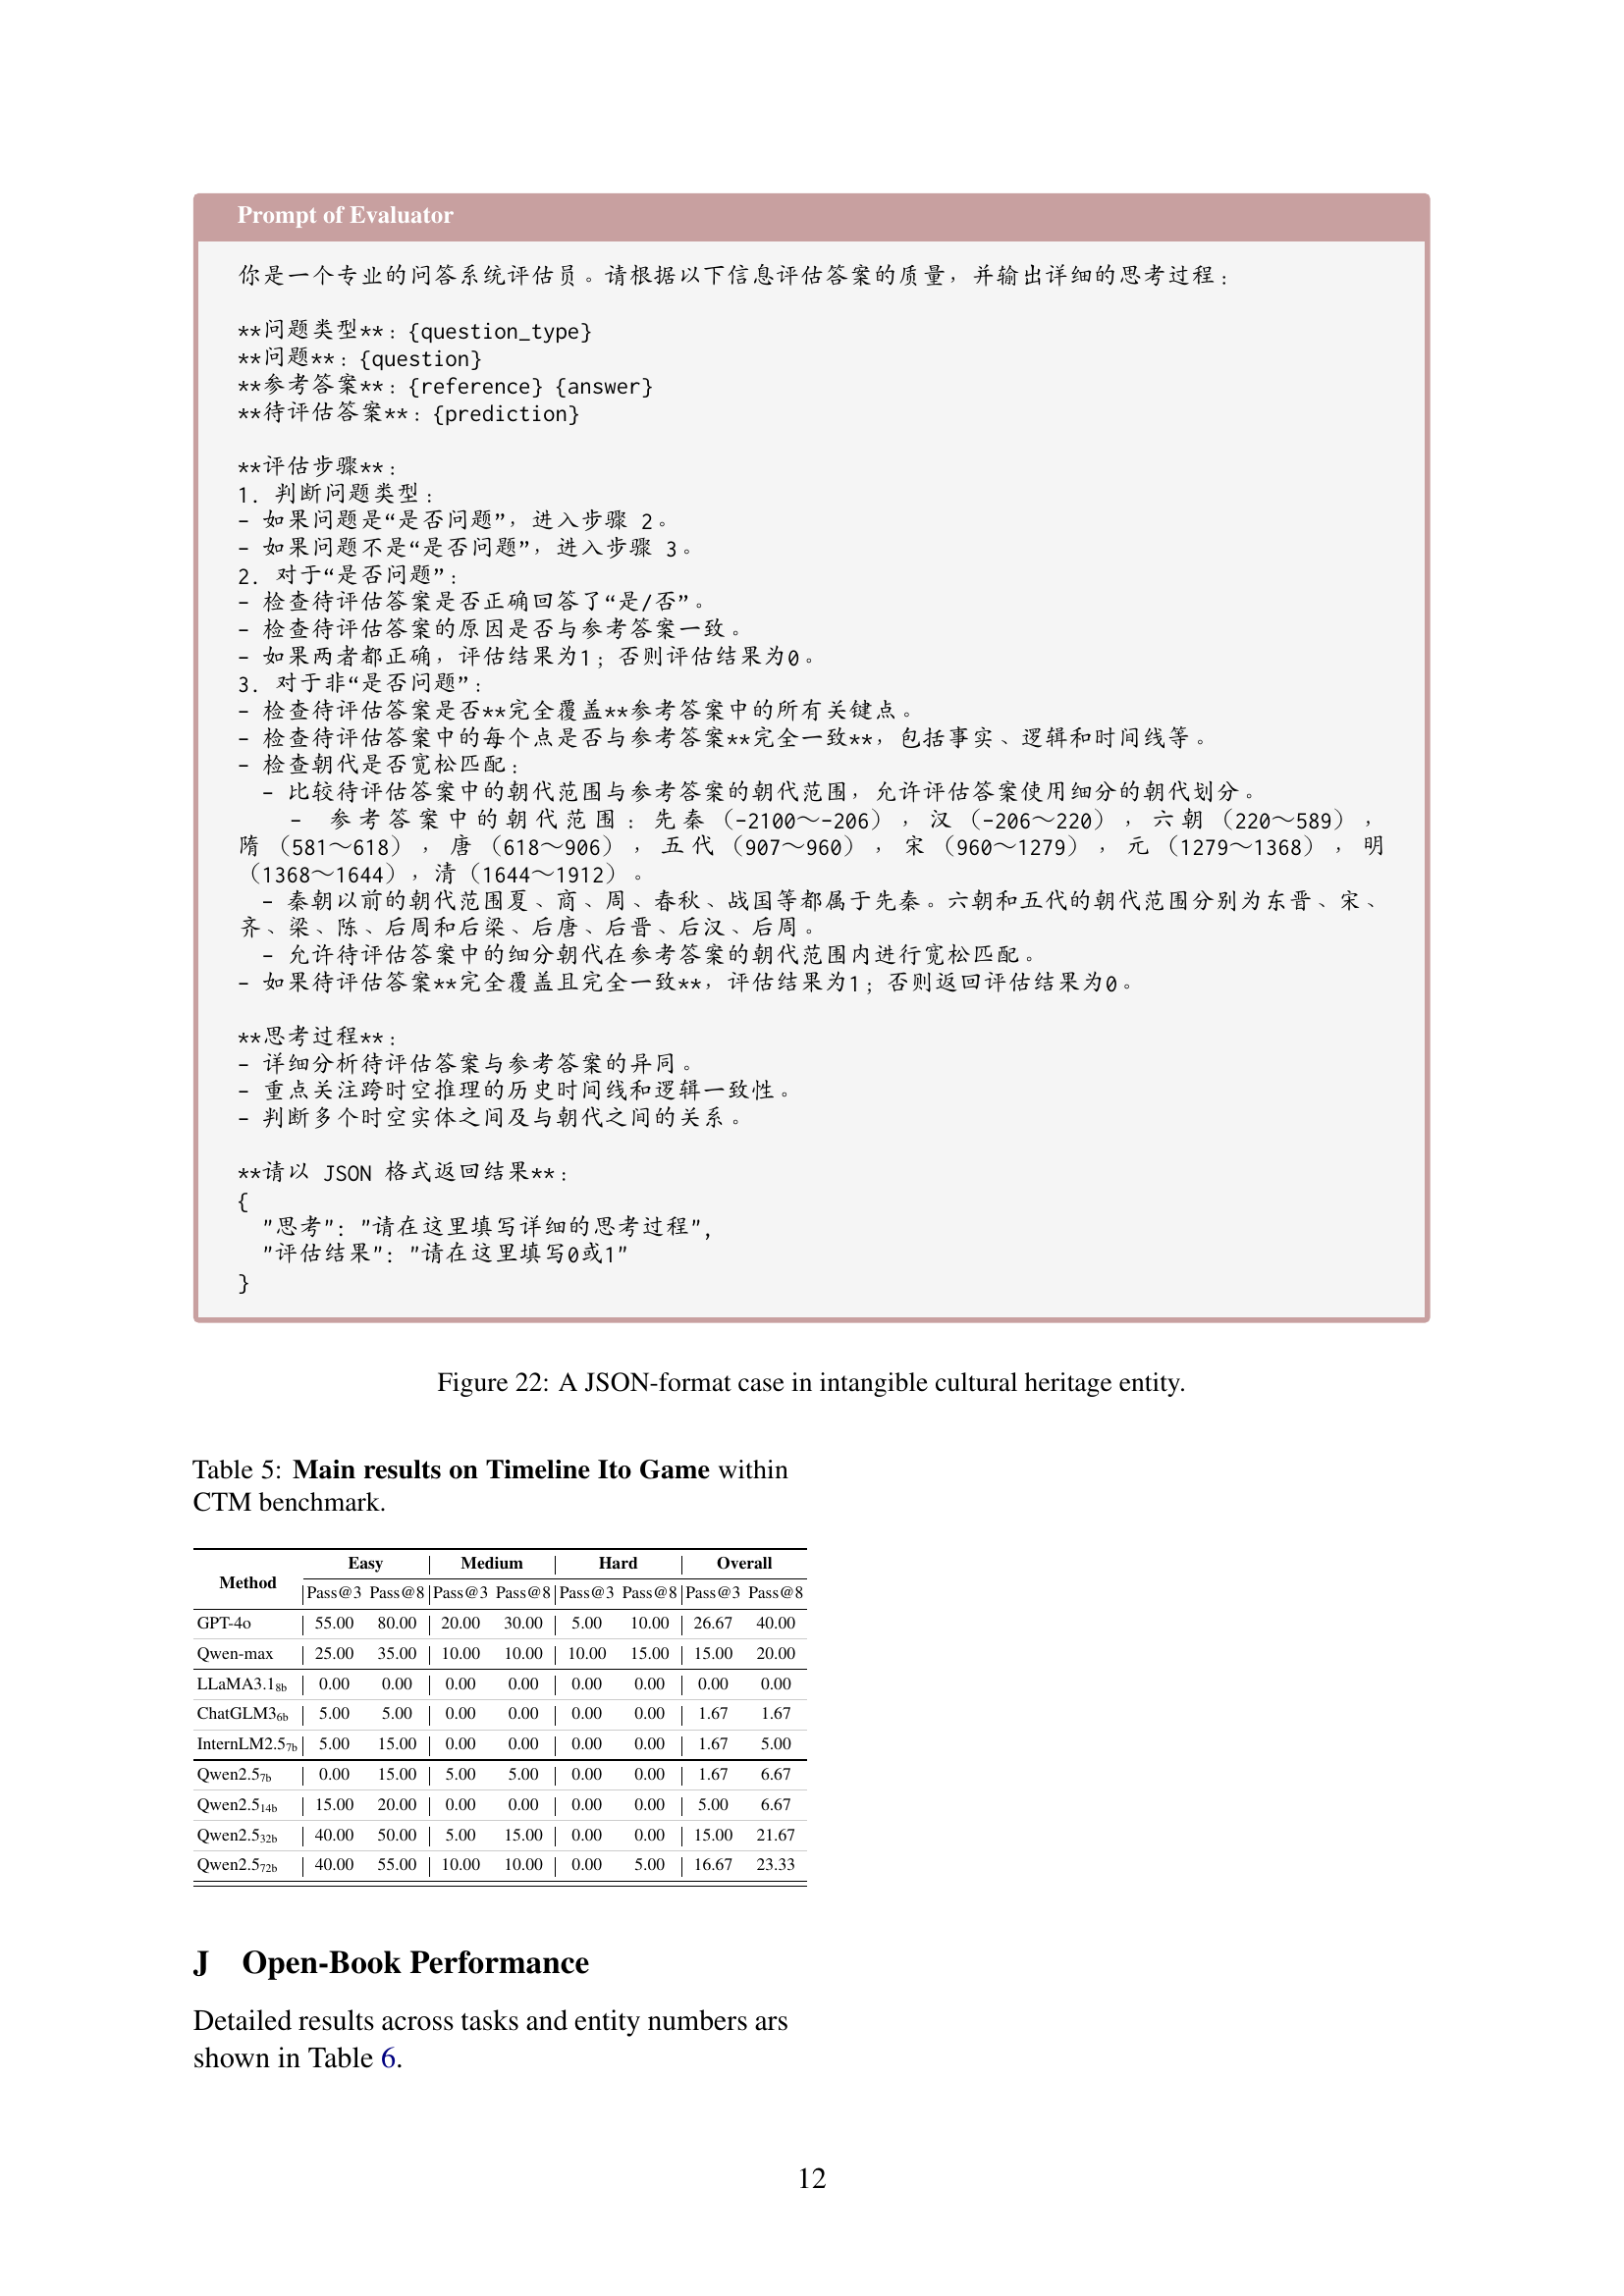 Prompt of Evaluator
你是一个专业的问答系统评估员。请根据以下信息评估答案的质量，并输出详细的思考过程：
**问题类型**：{question_type}
**问题**：{question}
**参考答案**：{reference} {answer}
**待评估答案**：{prediction}
**评估步骤**：
1. 判断问题类型：
- 如果问题是“是否问题”，进入步骤 2。
- 如果问题不是“是否问题”，进入步骤 3。
2. 对于“是否问题”：
- 检查待评估答案是否正确回答了“是/否”。
- 检查待评估答案的原因是否与参考答案一致。
- 如果两者都正确，评估结果为1；否则评估结果为0。
3. 对于非“是否问题”：
- 检查待评估答案是否**完全覆盖**参考答案中的所有关键点。
- 检查待评估答案中的每个点是否与参考答案**完全一致**，包括事实、逻辑和时间线等。
- 检查朝代是否宽松匹配：
- 比较待评估答案中的朝代范围与参考答案的朝代范围，允许评估答案使用细分的朝代划分。
- 参考答案中的朝代范围：先秦（-2100～-206），汉（-206～220），六朝（220～589），
隋（581～618），唐（618～906），五代（907～960），宋（960～1279），元（1279～1368），明
（1368～1644），清（1644～1912）。
- 秦朝以前的朝代范围夏、商、周、春秋、战国等都属于先秦。六朝和五代的朝代范围分别为东晋、宋、
齐、梁、陈、后周和后梁、后唐、后晋、后汉、后周。
- 允许待评估答案中的细分朝代在参考答案的朝代范围内进行宽松匹配。
- 如果待评估答案**完全覆盖且完全一致**，评估结果为1；否则返回评估结果为0。
**思考过程**：
- 详细分析待评估答案与参考答案的异同。
- 重点关注跨时空推理的历史时间线和逻辑一致性。
- 判断多个时空实体之间及与朝代之间的关系。
**请以 JSON 格式返回结果**：
{
"思考": "请在这里填写详细的思考过程",
"评估结果": "请在这里填写0或1"
}
Figure 22: A JSON-format case in intangible cultural heritage entity.
Table 5: Main results on Timeline Ito Game within
CTM benchmark.
Method Easy Medium Hard Overall
Pass@3 Pass@8 Pass@3 Pass@8 Pass@3 Pass@8 Pass@3 Pass@8
GPT-4o 55.00 80.00 20.00 30.00 5.00 10.00 26.67 40.00
Qwen-max 25.00 35.00 10.00 10.00 10.00 15.00 15.00 20.00
LLaMA3.1 8b 0.00 0.00 0.00 0.00 0.00 0.00 0.00 0.00
ChatGLM3 6b 5.00 5.00 0.00 0.00 0.00 0.00 1.67 1.67
InternLM2.5 7b 5.00 15.00 0.00 0.00 0.00 0.00 1.67 5.00
Qwen2.5 7b 0.00 15.00 5.00 5.00 0.00 0.00 1.67 6.67
Qwen2.5 14b 15.00 20.00 0.00 0.00 0.00 0.00 5.00 6.67
Qwen2.5 32b 40.00 50.00 5.00 15.00 0.00 0.00 15.00 21.67
Qwen2.5 72b 40.00 55.00 10.00 10.00 0.00 5.00 16.67 23.33
J Open-Book Performance
Detailed results across tasks and entity numbers ars
shown in Table 6.
12